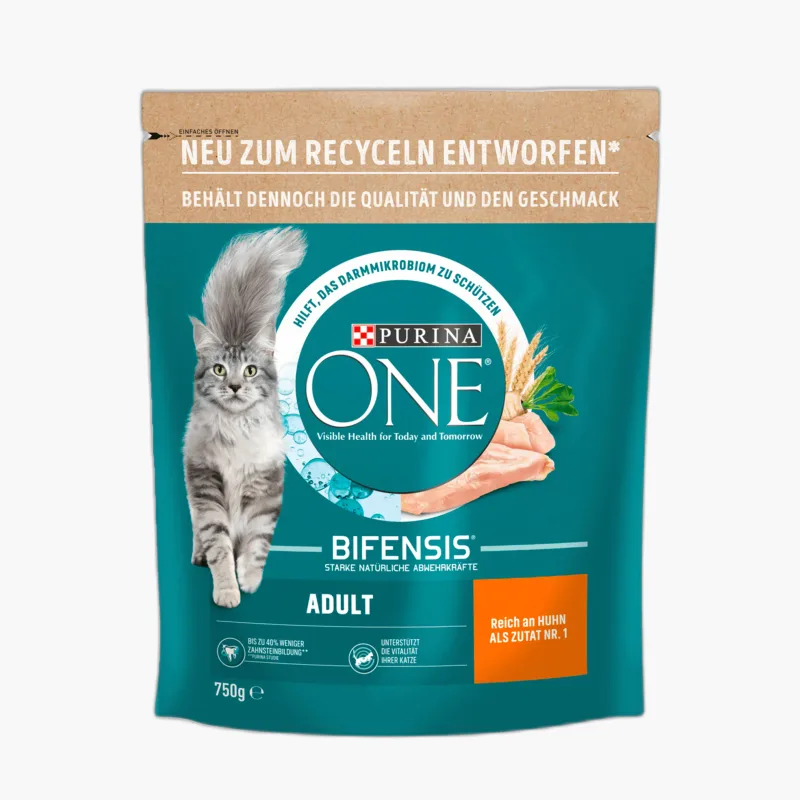 EINFACHES ÖFFNEN
NEU ZUM RECYCELN ENTWORFEN*
BEHÄLT DENNOCH DIE QUALITÄT UND DEN GESCHMACK
HILFT, DAS DARMMIKROBIOM ZU SCHÜTZEN
PURINA
ONE®
Visible Health for Today and Tomorrow
BIFENSIS®
STARKE NATÜRLICHE ABWEHRKRÄFTE
ADULT
Reich an HUHN
ALS ZUTAT NR. 1
BIS ZU 40% WENIGER
ZAHNSTEINBILDUNG**
**PURINA STUDIE
UNTERSTÜTZT
DIE VITALITÄT
IHRER KATZE
750g ℮